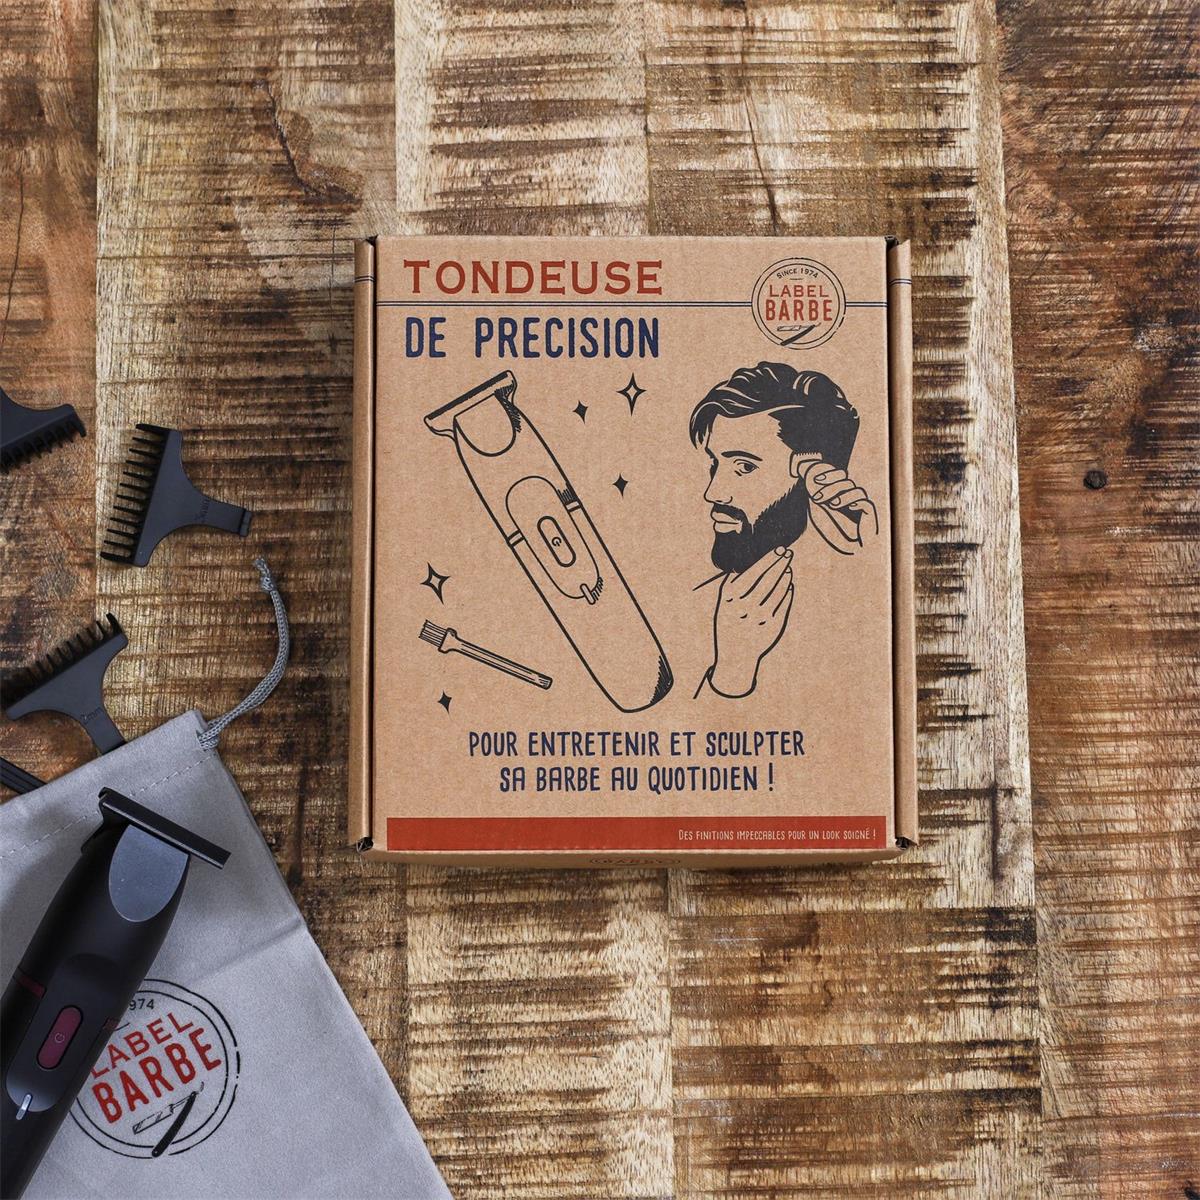 TONDEUSE
DE PRECISION
SINCE 1974
LABEL
BARBE
POUR ENTRETENIR ET SCULPTER
SA BARBE AU QUOTIDIEN !
DES FINITIONS IMPECCABLES POUR UN LOOK SOIGNÉ !
974
LABEL
BARBE